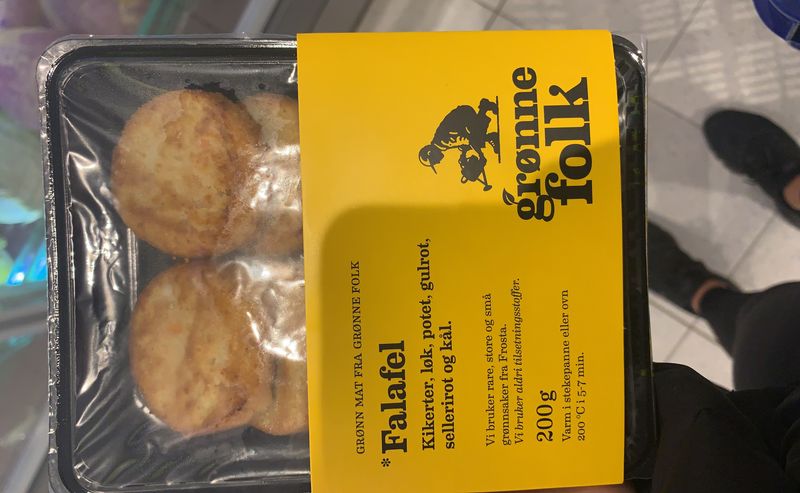 grønne
folk
GRØNN MAT FRA GRØNNE FOLK
*Falafel
Kikerter, løk, potet, gulrot,
sellerirot og kål.
Vi bruker rare, store og små
grønnsaker fra Frosta.
Vi bruker aldri tilsetningsstoffer.
200g
Varm i stekepanne eller ovn
200 °C i 5-7 min.